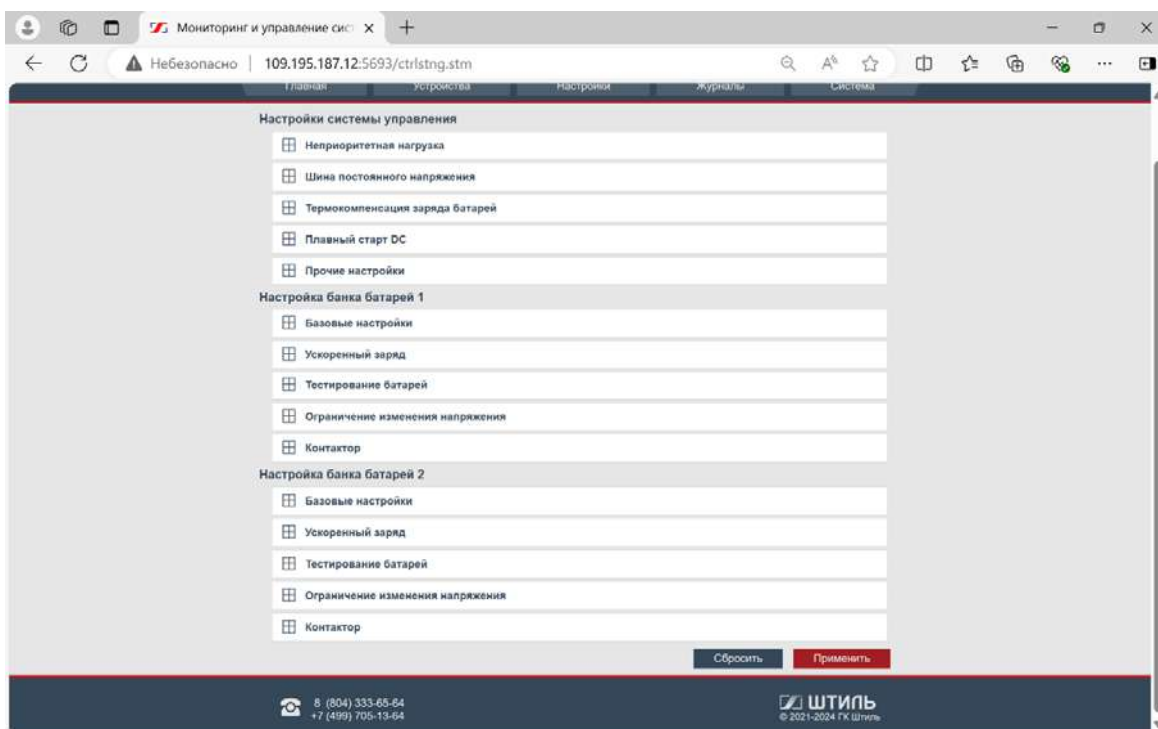 Мониторинг и управление сист
Небезопасно 109.195.187.12:5693/ctrlstng.stm
Главная Устройства Настройки Журналы Система
Настройки системы управления
Неприоритетная нагрузка
Шина постоянного напряжения
Термокомпенсация заряда батарей
Плавный старт DC
Прочие настройки
Настройка банка батарей 1
Базовые настройки
Ускоренный заряд
Тестирование батарей
Ограничение изменения напряжения
Контактор
Настройка банка батарей 2
Базовые настройки
Ускоренный заряд
Тестирование батарей
Ограничение изменения напряжения
Контактор
Сбросить Применить
8 (804) 333-65-64
+7 (499) 705-13-64
ШТИЛЬ
© 2021-2024 ГК Штиль